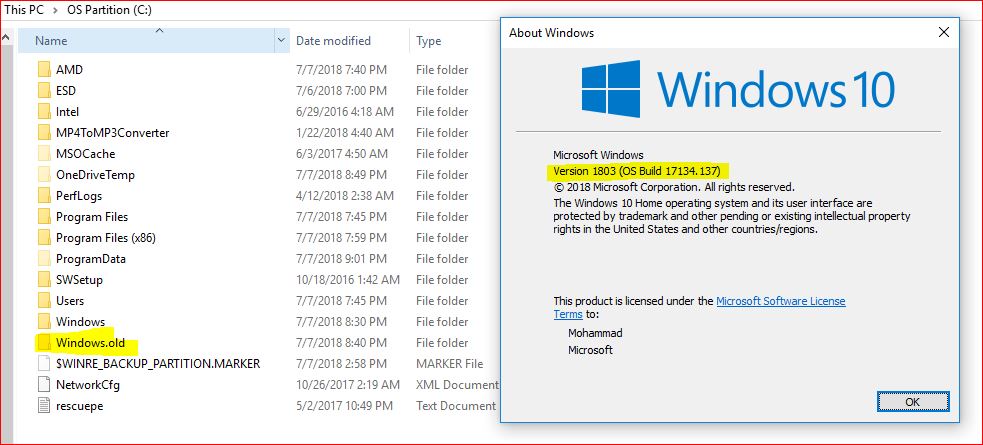 This PC > OS Partition (C:)
Name Date modified Type
AMD 7/7/2018 7:40 PM File folder
ESD 7/6/2018 7:00 PM File folder
Intel 6/29/2016 4:18 AM File folder
MP4ToMP3Converter 1/22/2018 4:40 AM File folder
MSOCache 6/3/2017 4:50 AM File folder
OneDriveTemp 7/7/2018 8:49 PM File folder
PerfLogs 4/12/2018 2:38 AM File folder
Program Files 7/7/2018 7:45 PM File folder
Program Files (x86) 7/7/2018 7:59 PM File folder
ProgramData 7/7/2018 9:01 PM File folder
SWSetup 10/18/2016 1:42 AM File folder
Users 7/7/2018 7:45 PM File folder
Windows 7/7/2018 8:30 PM File folder
Windows.old 7/7/2018 8:40 PM File folder
$WINRE_BACKUP_PARTITION.MARKER 7/7/2018 2:58 PM MARKER File
NetworkCfg 10/26/2017 2:19 AM XML Document
rescuepe 5/2/2017 10:49 PM Text Document
About Windows
Windows 10
Microsoft Windows
Version 1803 (OS Build 17134.137)
© 2018 Microsoft Corporation. All rights reserved.
The Windows 10 Home operating system and its user interface are
protected by trademark and other pending or existing intellectual property
rights in the United States and other countries/regions.
This product is licensed under the Microsoft Software License
Terms to:
Mohammad
Microsoft
OK